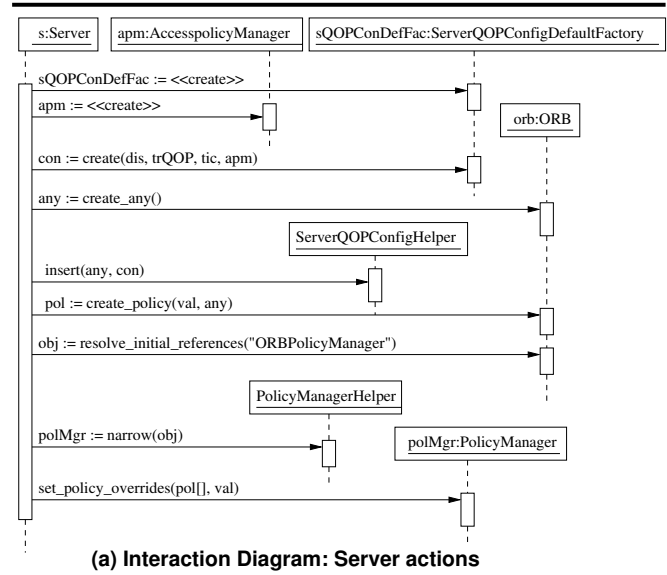 s:Server
apm:AccesspolicyManager
sQOPConDefFac:ServerQOPConfigDefaultFactory
sQOPConDefFac := <<create>>
apm := <<create>>
orb:ORB
con := create(dis, trQOP, tic, apm)
any := create_any()
ServerQOPConfigHelper
insert(any, con)
pol := create_policy(val, any)
obj := resolve_initial_references("ORBPolicyManager")
PolicyManagerHelper
polMgr := narrow(obj)
polMgr:PolicyManager
set_policy_overrides(pol[], val)
(a) Interaction Diagram: Server actions